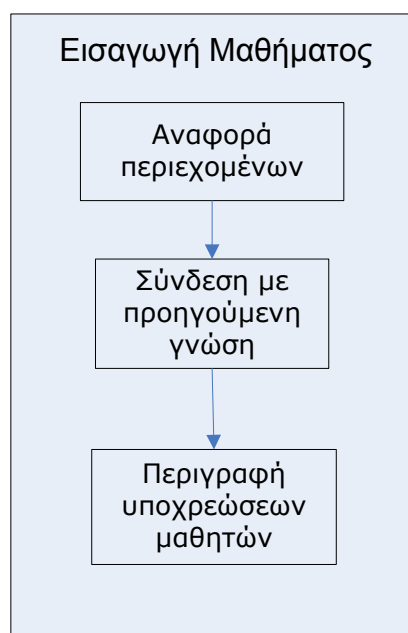 Εισαγωγή Μαθήματος
Αναφορά
περιεχομένων
Σύνδεση με
προηγούμενη
γνώση
Περιγραφή
υποχρεώσεων
μαθητών